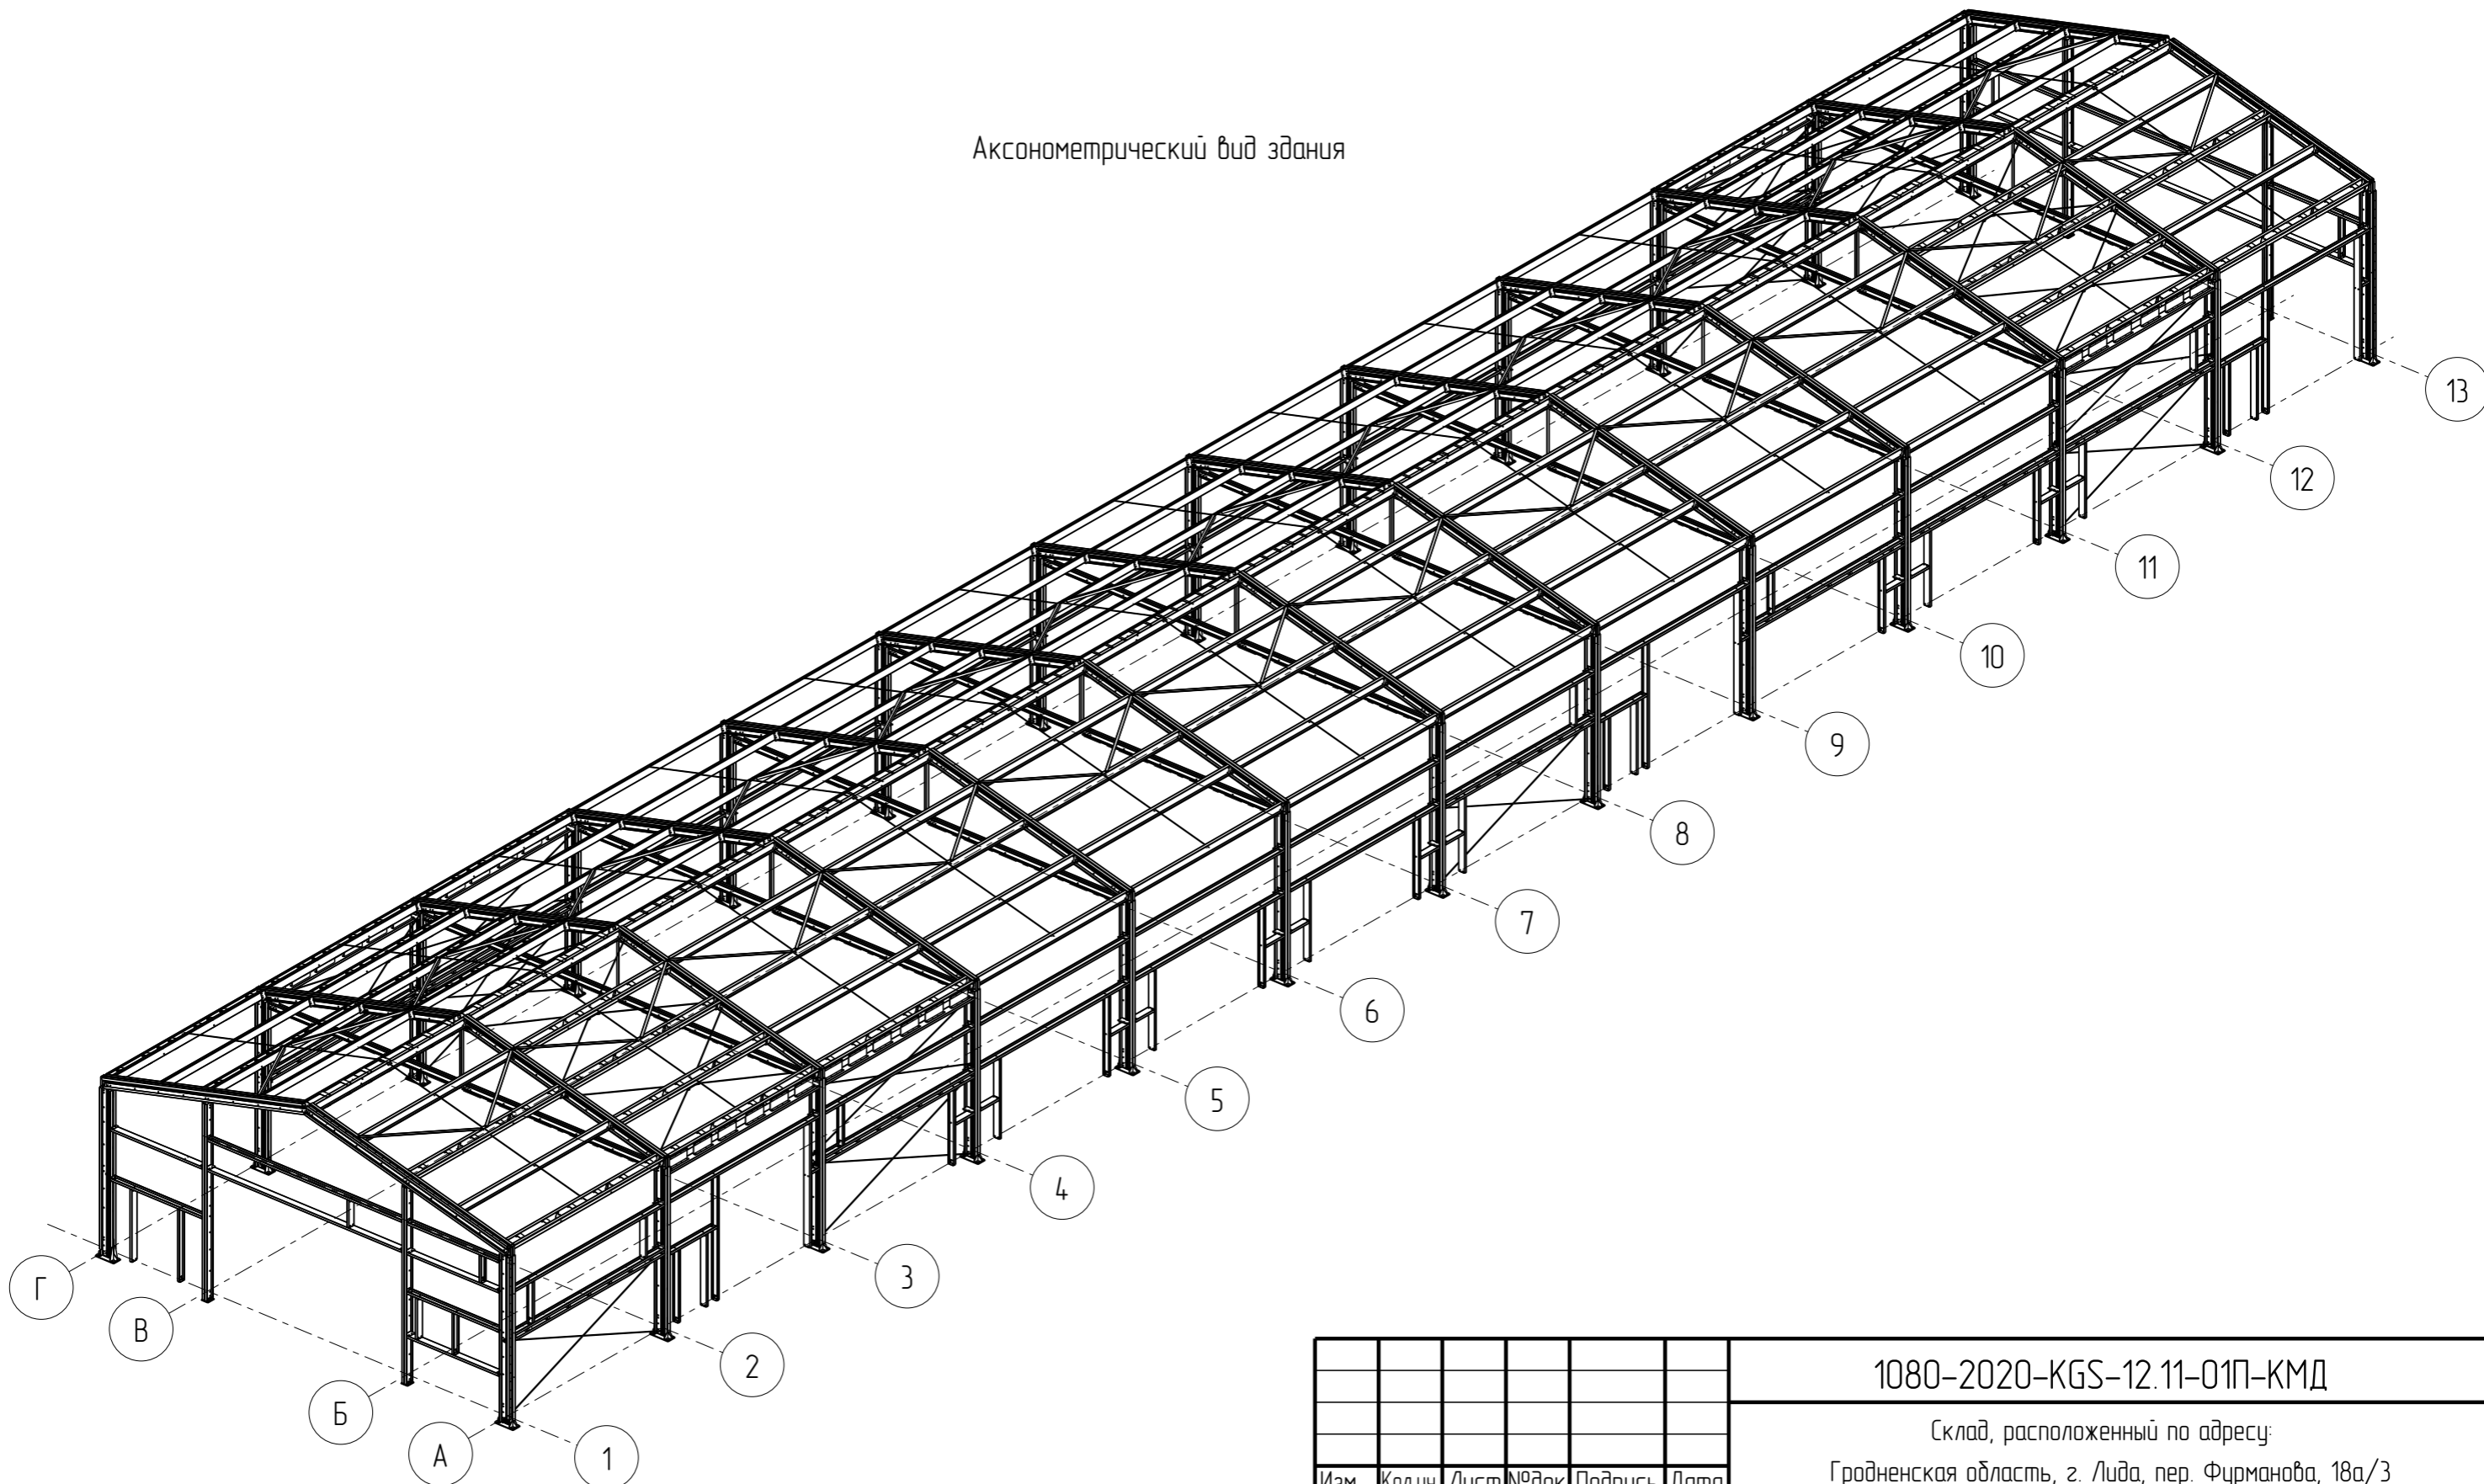 Аксонометрический вид здания
13
12
11
10
9
8
7
6
5
4
3
2
1
Г
В
Б
А
1080-2020-KGS-12.11-01П-КМД
Склад, расположенный по адресу:
Гродненская область, г. Лида, пер. Фурманова, 18а/3
Изм. Кол.уч Лист №док Подпись Дата